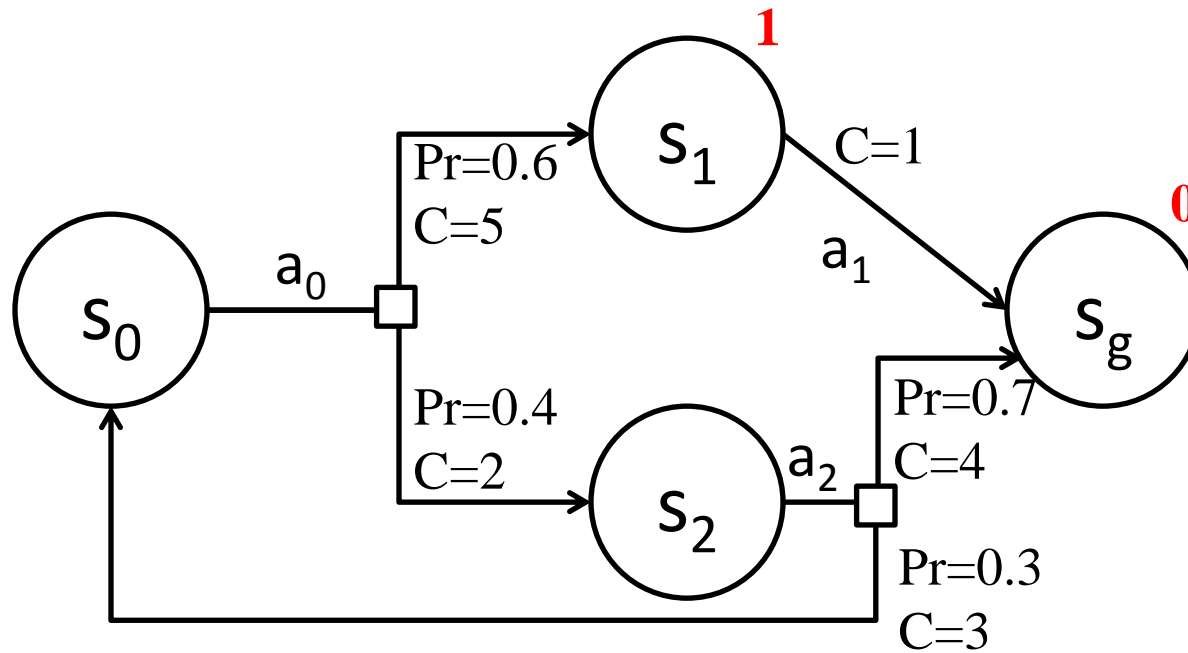 1
s₁
Pr=0.6
C=5
C=1
0
a₀
a₁
s₀
s_g
Pr=0.4
C=2
Pr=0.7
C=4
a₂
s₂
Pr=0.3
C=3